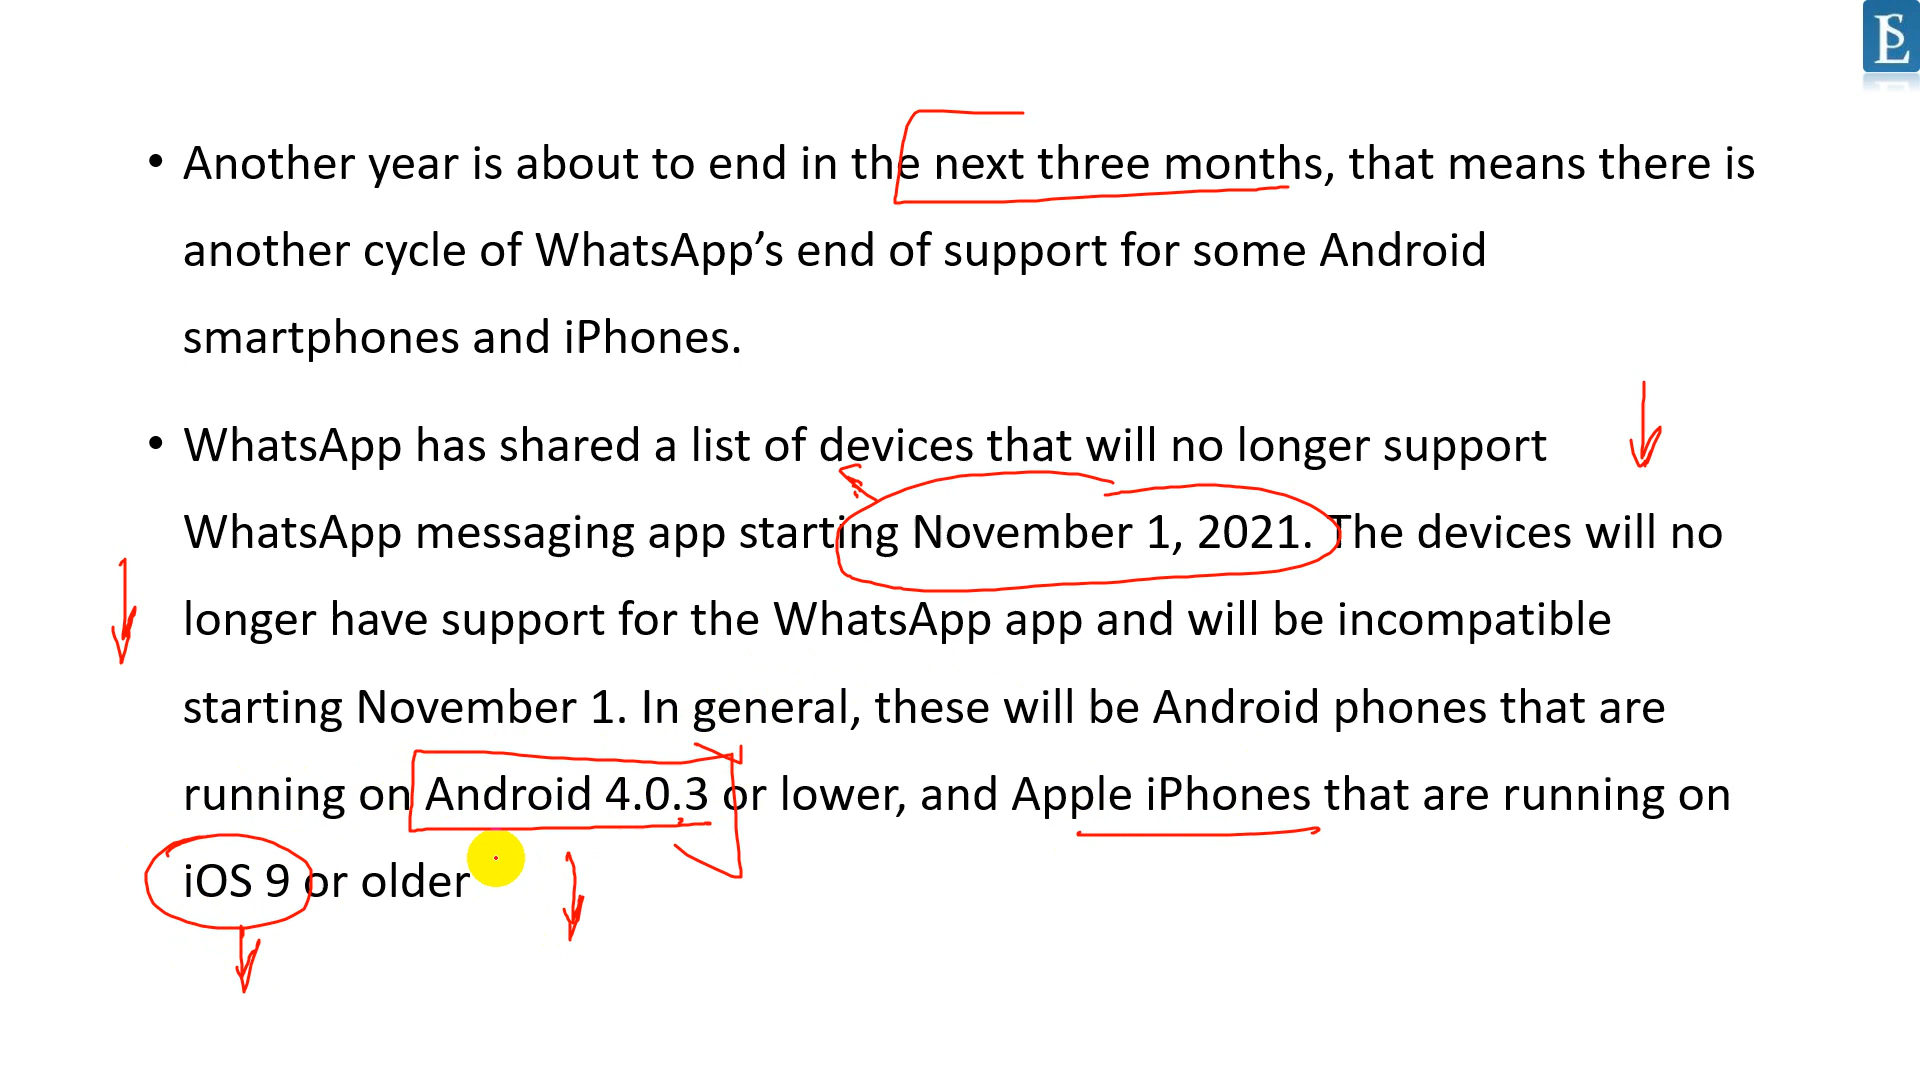 LS
• Another year is about to end in the next three months, that means there is
another cycle of WhatsApp’s end of support for some Android
smartphones and iPhones.
• WhatsApp has shared a list of devices that will no longer support
WhatsApp messaging app starting November 1, 2021. The devices will no
longer have support for the WhatsApp app and will be incompatible
starting November 1. In general, these will be Android phones that are
running on Android 4.0.3 or lower, and Apple iPhones that are running on
iOS 9 or older